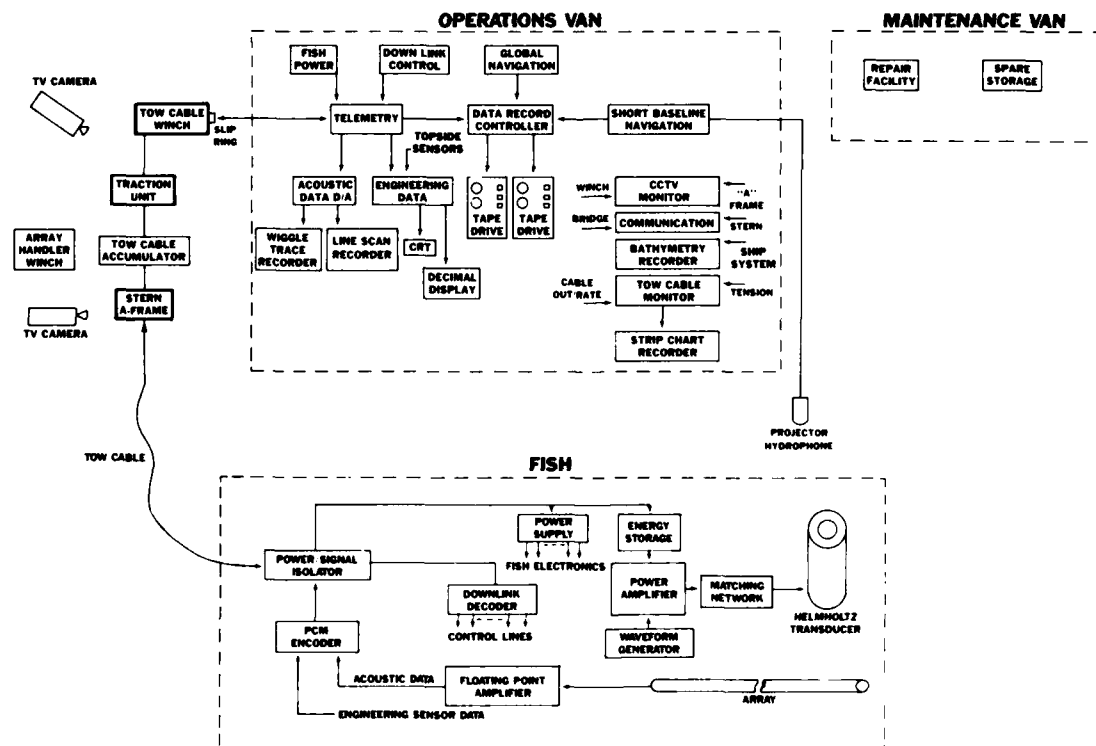 OPERATIONS VAN
MAINTENANCE VAN
FISH
POWER
DOWN LINK
CONTROL
GLOBAL
NAVIGATION
REPAIR
FACILITY
SPARE
STORAGE
TV CAMERA
TOW CABLE
WINCH
SLIP
RING
TELEMETRY
TOPSIDE
SENSORS
DATA RECORD
CONTROLLER
SHORT BASELINE
NAVIGATION
TRACTION
UNIT
ACOUSTIC
DATA D/A
ENGINEERING
DATA
TAPE
DRIVE
TAPE
DRIVE
WINCH
CCTV
MONITOR
"A"
FRAME
BRIDGE
COMMUNICATION
STERN
ARRAY
HANDLER
WINCH
TOW CABLE
ACCUMULATOR
WIGGLE
TRACE
RECORDER
LINE SCAN
RECORDER
CRT
DECIMAL
DISPLAY
BATHYMETRY
RECORDER
SHIP
SYSTEM
CABLE
OUT/RATE
TOW CABLE
MONITOR
TENSION
STERN
A-FRAME
TV CAMERA
STRIP CHART
RECORDER
PROJECTOR
HYDROPHONE
TOW CABLE
FISH
POWER
SUPPLY
ENERGY
STORAGE
FISH ELECTRONICS
POWER SIGNAL
ISOLATOR
DOWNLINK
DECODER
CONTROL LINES
POWER
AMPLIFIER
MATCHING
NETWORK
HELMHOLTZ
TRANSDUCER
PCM
ENCODER
WAVEFORM
GENERATOR
ACOUSTIC DATA
FLOATING POINT
AMPLIFIER
ARRAY
ENGINEERING SENSOR DATA